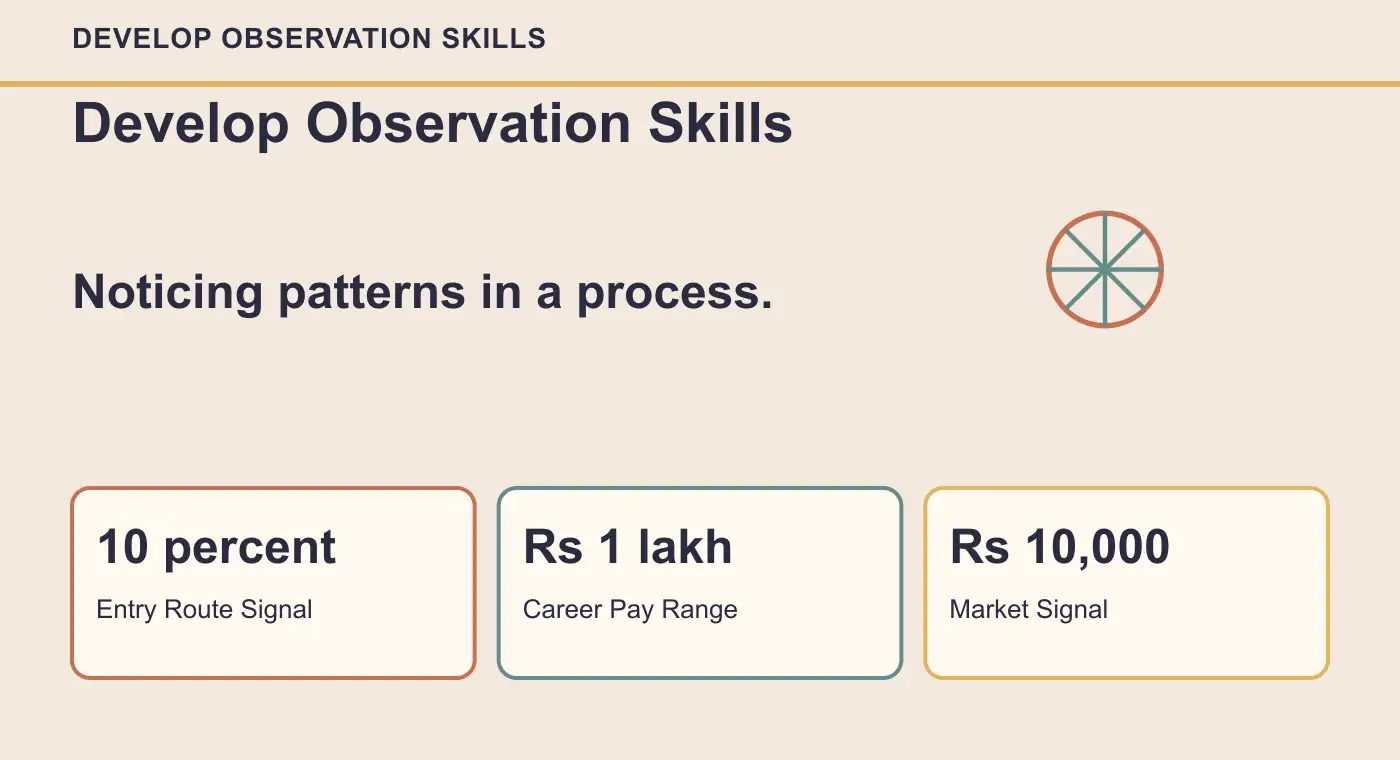 DEVELOP OBSERVATION SKILLS
Develop Observation Skills
Noticing patterns in a process.
10 percent
Entry Route Signal
Rs 1 lakh
Career Pay Range
Rs 10,000
Market Signal